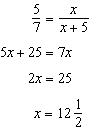 5/7 = x/(x + 5)
5x + 25 = 7x
2x = 25
x = 12 1/2